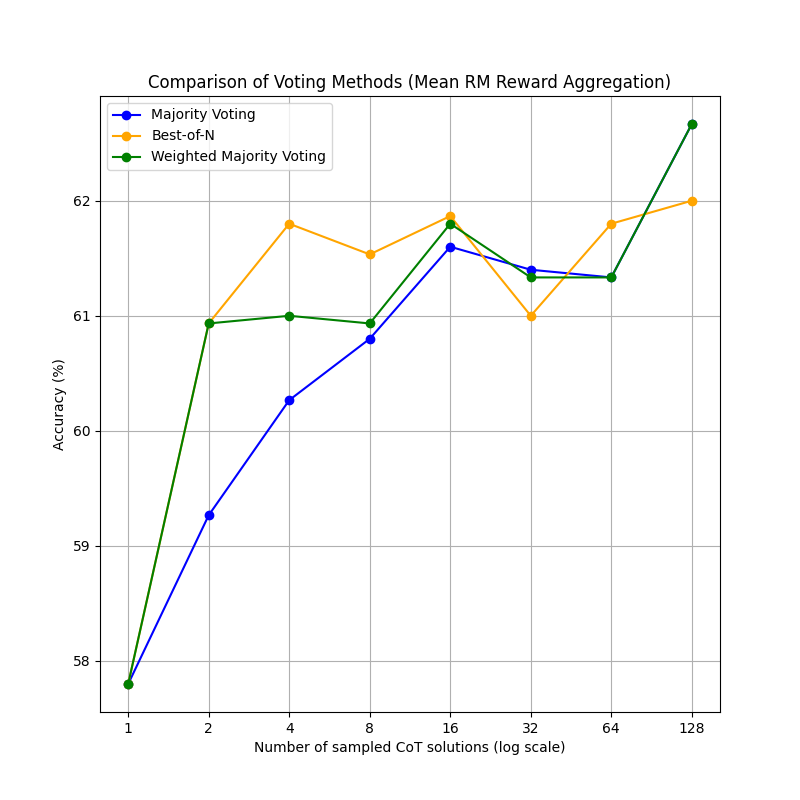 Comparison of Voting Methods (Mean RM Reward Aggregation)
Majority Voting
Best-of-N
Weighted Majority Voting
Accuracy (%)
62
61
60
59
58
1 2 4 8 16 32 64 128
Number of sampled CoT solutions (log scale)